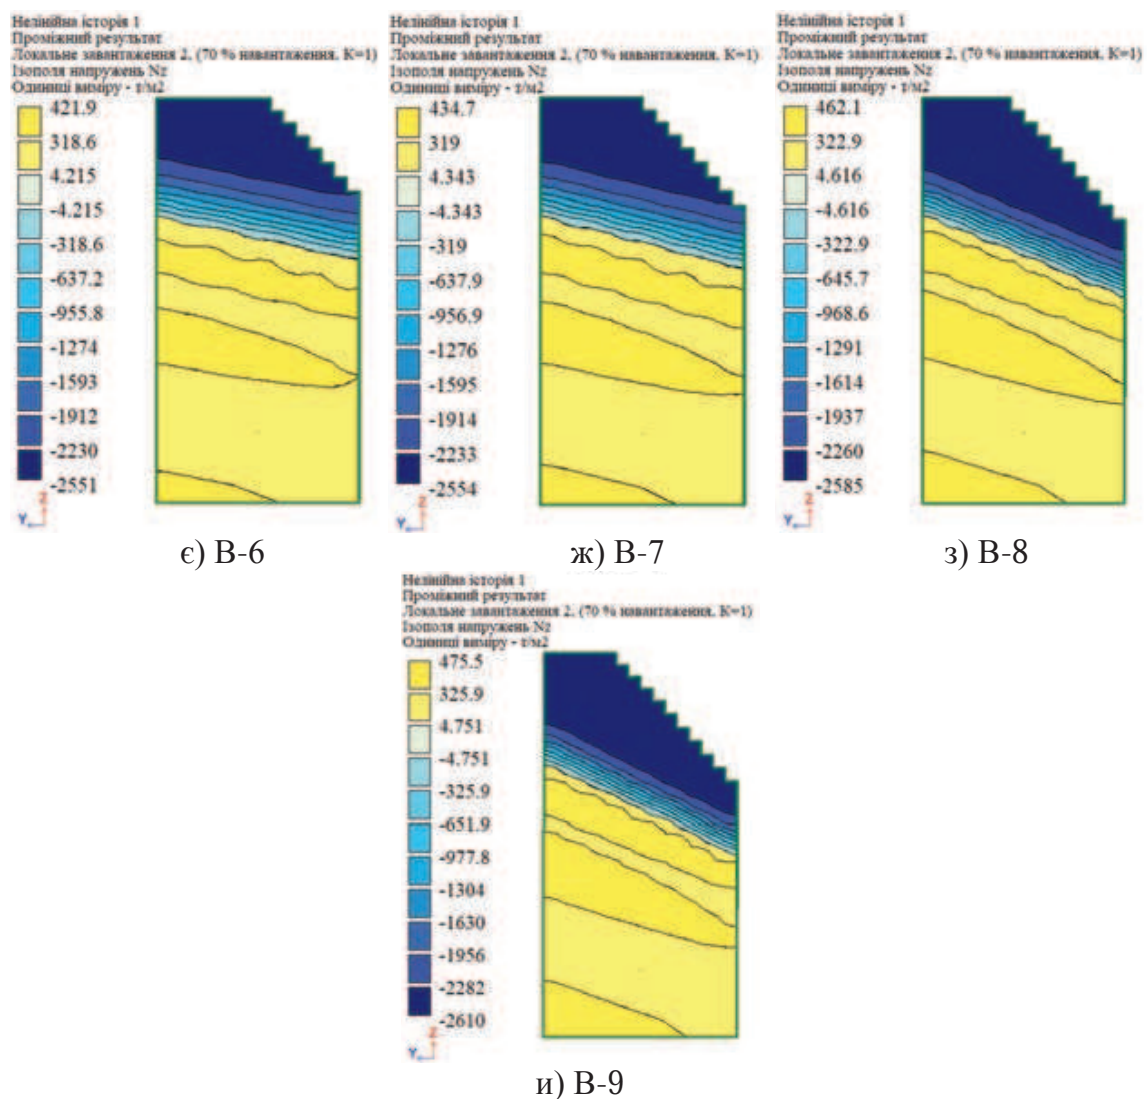 Нелінійна історія 1
Проміжний результат
Локальне завантаження 2, (70 % навантаження, К=1)
Ізополя напружень Nz
Одиниці виміру - т/м2
421.9
318.6
4.215
-4.215
-318.6
-637.2
-955.8
-1274
-1593
-1912
-2230
-2551
Z
Y
є) В-6
Нелінійна історія 1
Проміжний результат
Локальне завантаження 2, (70 % навантаження, К=1)
Ізополя напружень Nz
Одиниці виміру - т/м2
434.7
319
4.343
-4.343
-319
-637.9
-956.9
-1276
-1595
-1914
-2233
-2554
Z
Y
ж) В-7
Нелінійна історія 1
Проміжний результат
Локальне завантаження 2, (70 % навантаження, К=1)
Ізополя напружень Nz
Одиниці виміру - т/м2
462.1
322.9
4.616
-4.616
-322.9
-645.7
-968.6
-1291
-1614
-1937
-2260
-2585
Z
Y
з) В-8
Нелінійна історія 1
Проміжний результат
Локальне завантаження 2, (70 % навантаження, К=1)
Ізополя напружень Nz
Одиниці виміру - т/м2
475.5
325.9
4.751
-4.751
-325.9
-651.9
-977.8
-1304
-1630
-1956
-2282
-2610
Z
Y
и) В-9